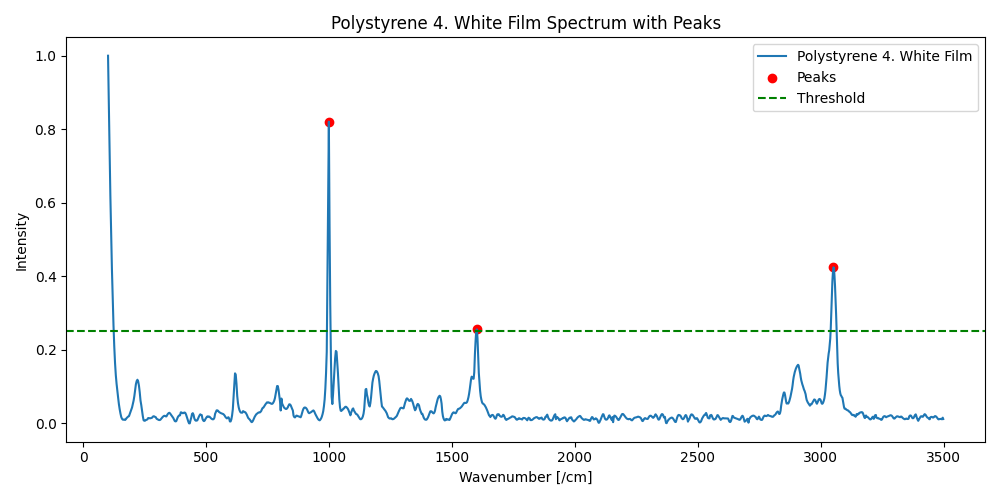 Polystyrene 4. White Film Spectrum with Peaks
Polystyrene 4. White Film
Peaks
Threshold
Intensity
1.0
0.8
0.6
0.4
0.2
0.0
0 500 1000 1500 2000 2500 3000 3500
Wavenumber [/cm]